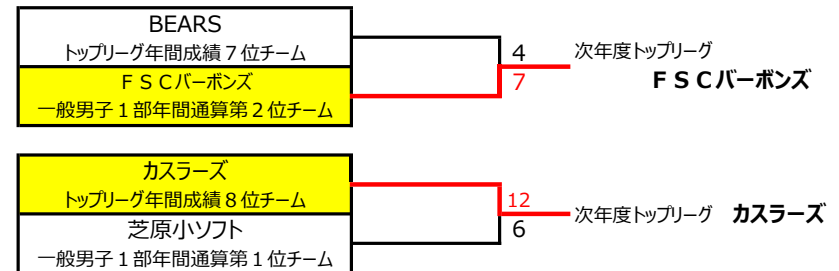 BEARS
トップリーグ年間成績７位チーム
4
次年度トップリーグ
ＦＳＣバーボンズ
7
ＦＳＣバーボンズ
一般男子１部年間通算第２位チーム
カスラーズ
トップリーグ年間成績８位チーム
12
次年度トップリーグ カスラーズ
6
芝原小ソフト
一般男子１部年間通算第１位チーム